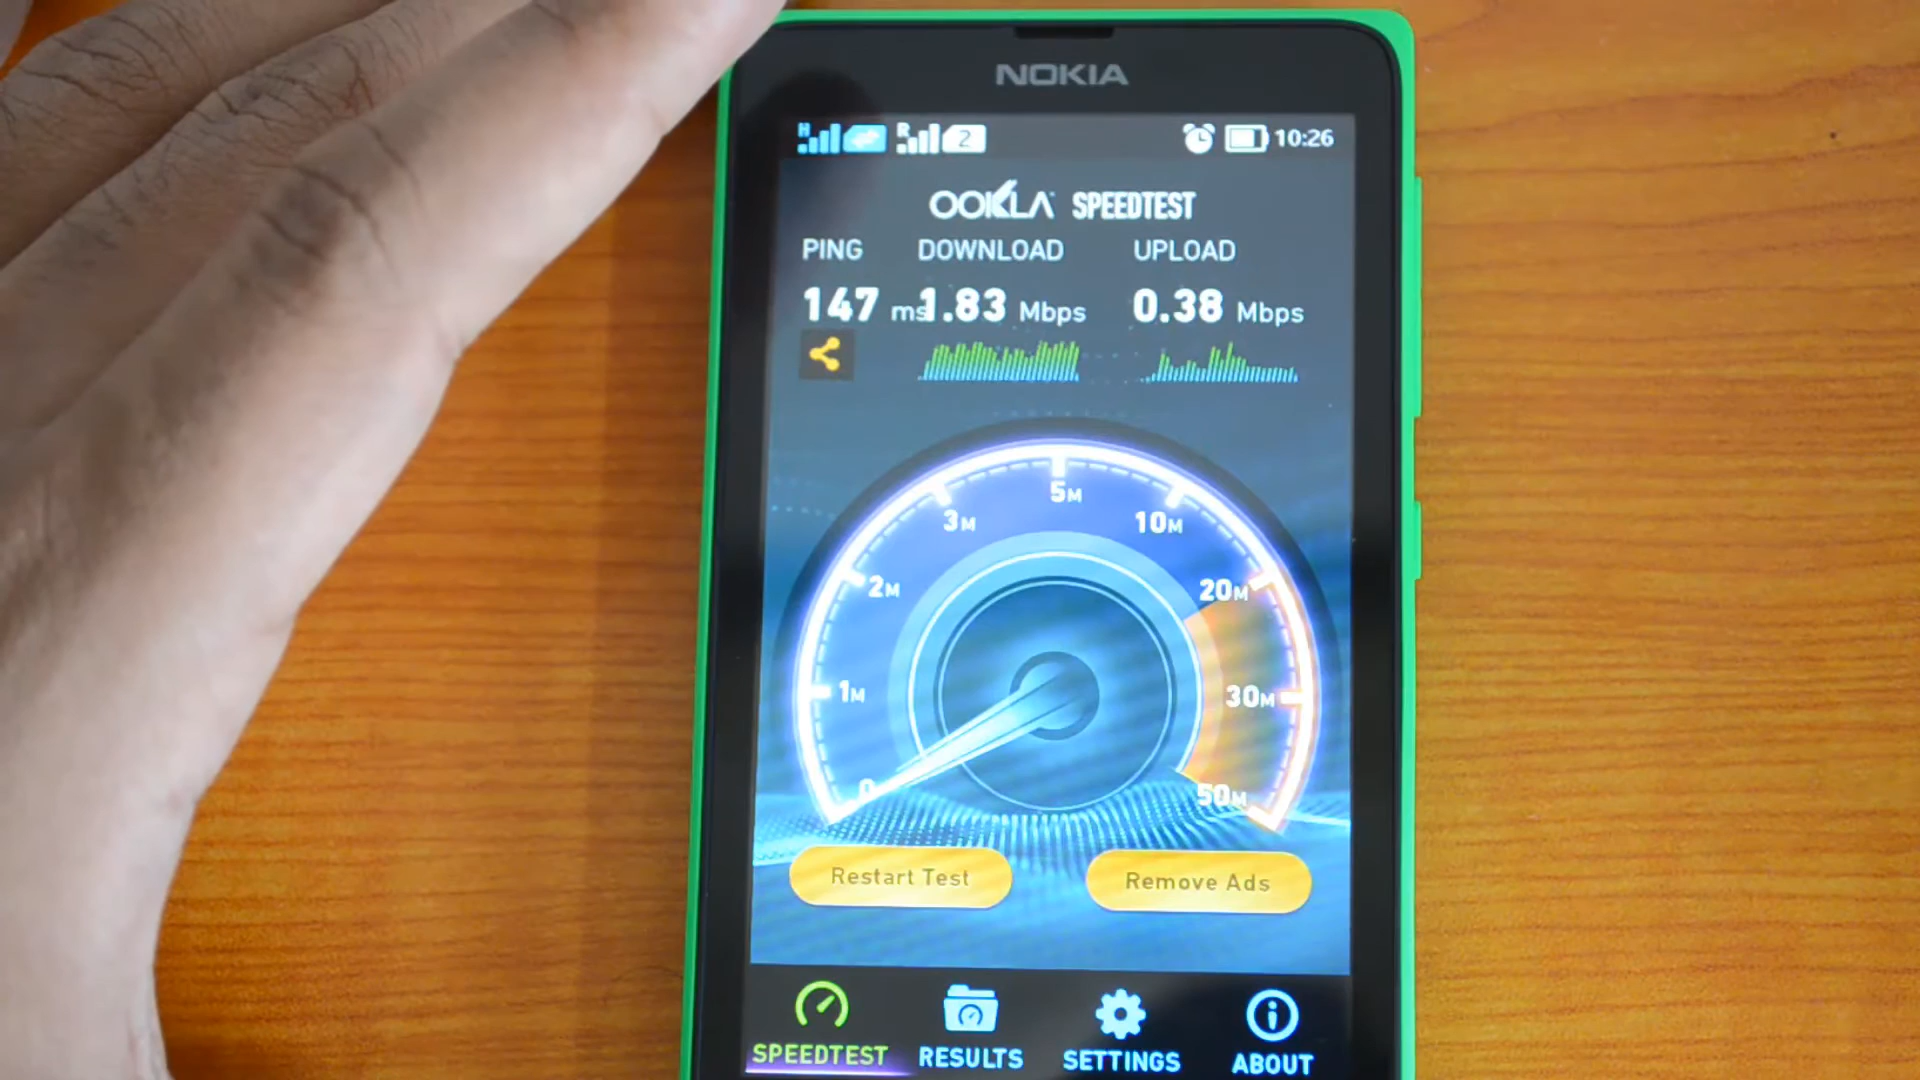 NOKIA
H R 2 10:26
OOKLA SPEEDTEST
PING DOWNLOAD UPLOAD
147 ms 1.83 Mbps 0.38 Mbps
5M
3M 10M
2M 20M
1M 30M
0 50M
Restart Test Remove Ads
SPEEDTEST RESULTS SETTINGS ABOUT